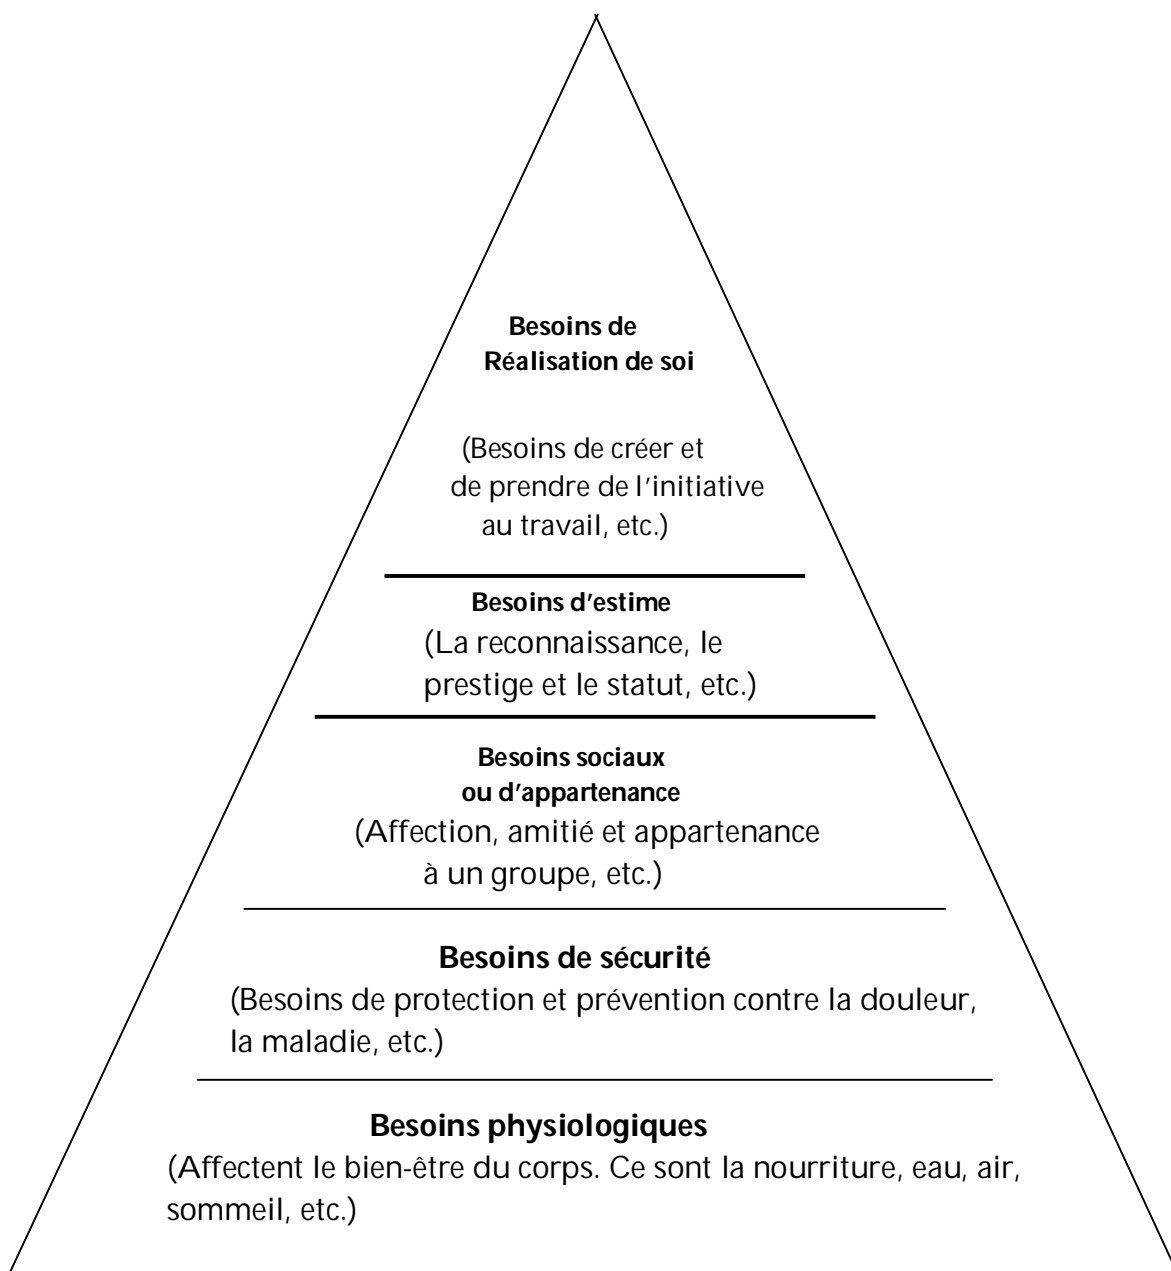 Besoins de
Réalisation de soi
(Besoins de créer et
de prendre de l'initiative
au travail, etc.)
Besoins d'estime
(La reconnaissance, le
prestige et le statut, etc.)
Besoins sociaux
ou d'appartenance
(Affection, amitié et appartenance
à un groupe, etc.)
Besoins de sécurité
(Besoins de protection et prévention contre la douleur,
la maladie, etc.)
Besoins physiologiques
(Affectent le bien-être du corps. Ce sont la nourriture, eau, air,
sommeil, etc.)